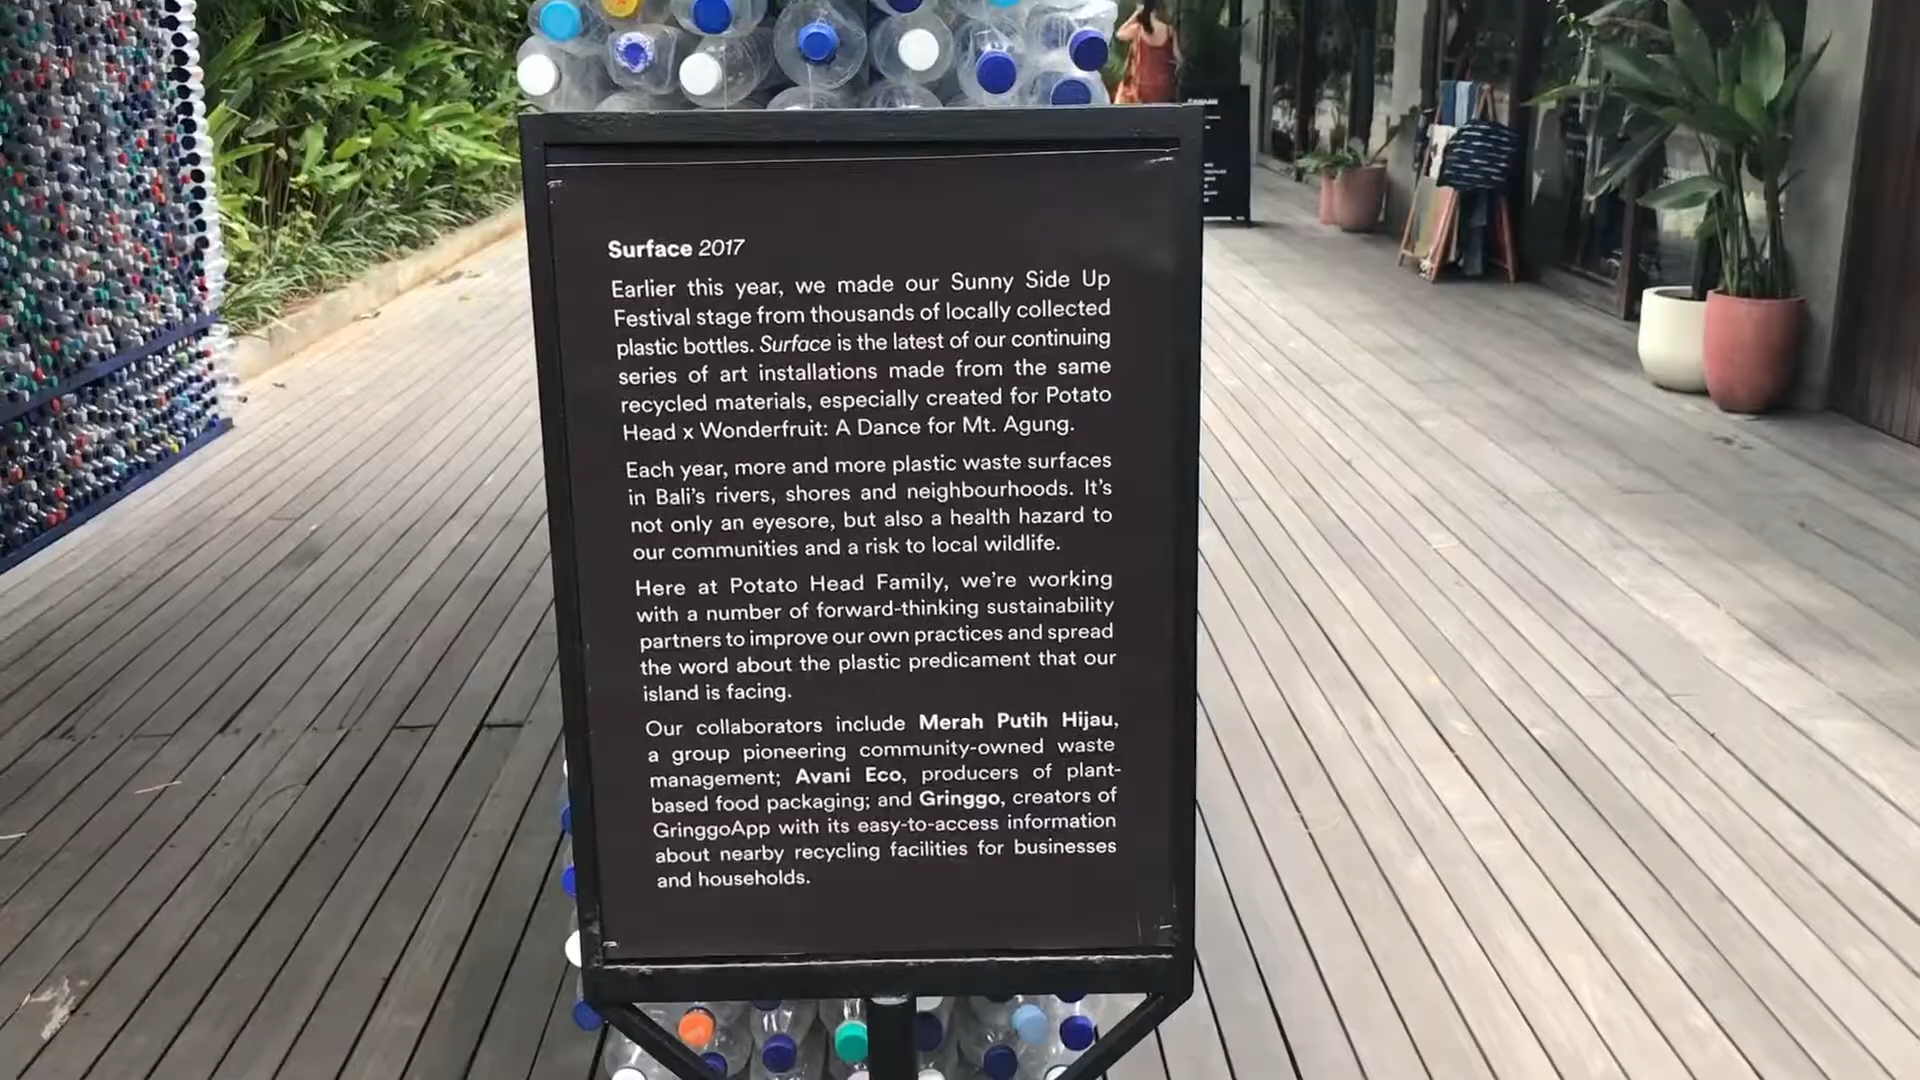 Surface 2017
Earlier this year, we made our Sunny Side Up
Festival stage from thousands of locally collected
plastic bottles. Surface is the latest of our continuing
series of art installations made from the same
recycled materials, especially created for Potato
Head x Wonderfruit: A Dance for Mt. Agung.
Each year, more and more plastic waste surfaces
in Bali's rivers, shores and neighbourhoods. It's
not only an eyesore, but also a health hazard to
our communities and a risk to local wildlife.
Here at Potato Head Family, we're working
with a number of forward-thinking sustainability
partners to improve our own practices and spread
the word about the plastic predicament that our
island is facing.
Our collaborators include Merah Putih Hijau,
a group pioneering community-owned waste
management; Avani Eco, producers of plant-
based food packaging; and Gringgo, creators of
GringgoApp with its easy-to-access information
about nearby recycling facilities for businesses
and households.